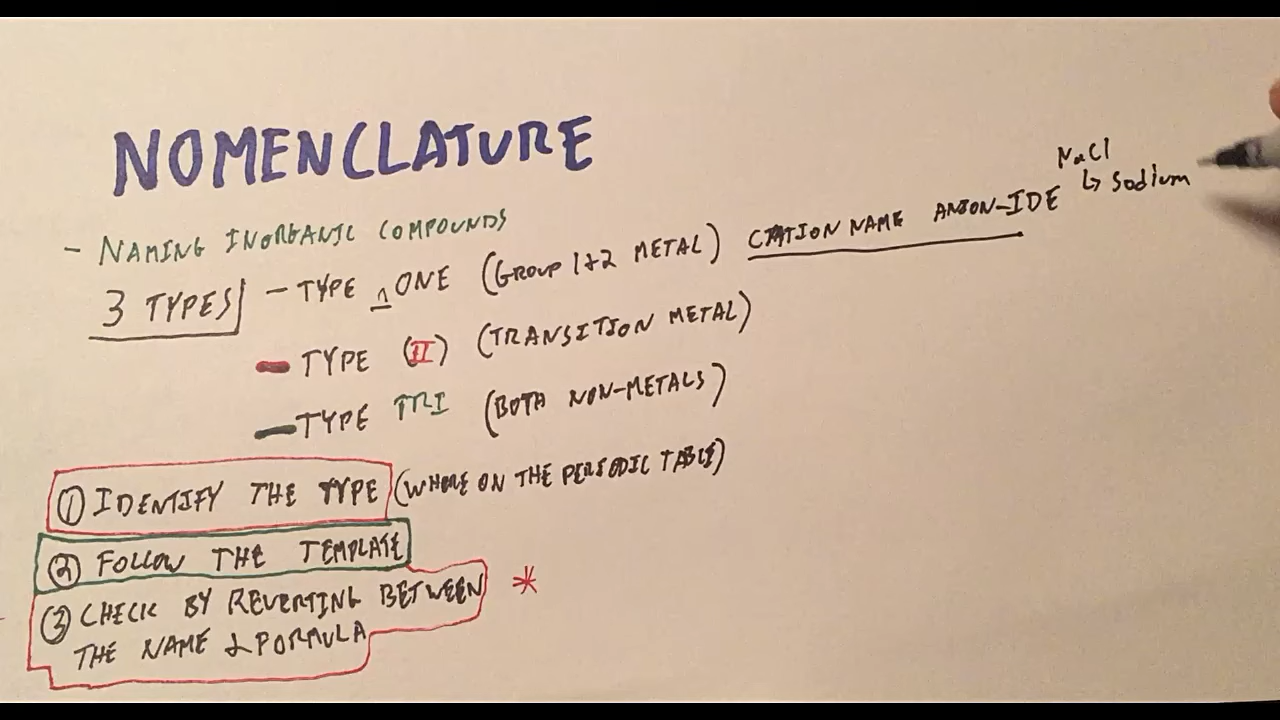 NOMENCLATURE
- NAMING INORGANIC COMPOUNDS
3 TYPES
- TYPE ONE (GROUP 1+2 METAL) CATION NAME ANION-IDE
NaCl
↳ Sodium
- TYPE (II) (TRANSITION METAL)
- TYPE TRI (BOTH NON-METALS)
① IDENTIFY THE TYPE (WHERE ON THE PERIODIC TABLE)
② FOLLOW THE TEMPLATE
③ CHECK BY REVERTING BETWEEN *
THE NAME & FORMULA